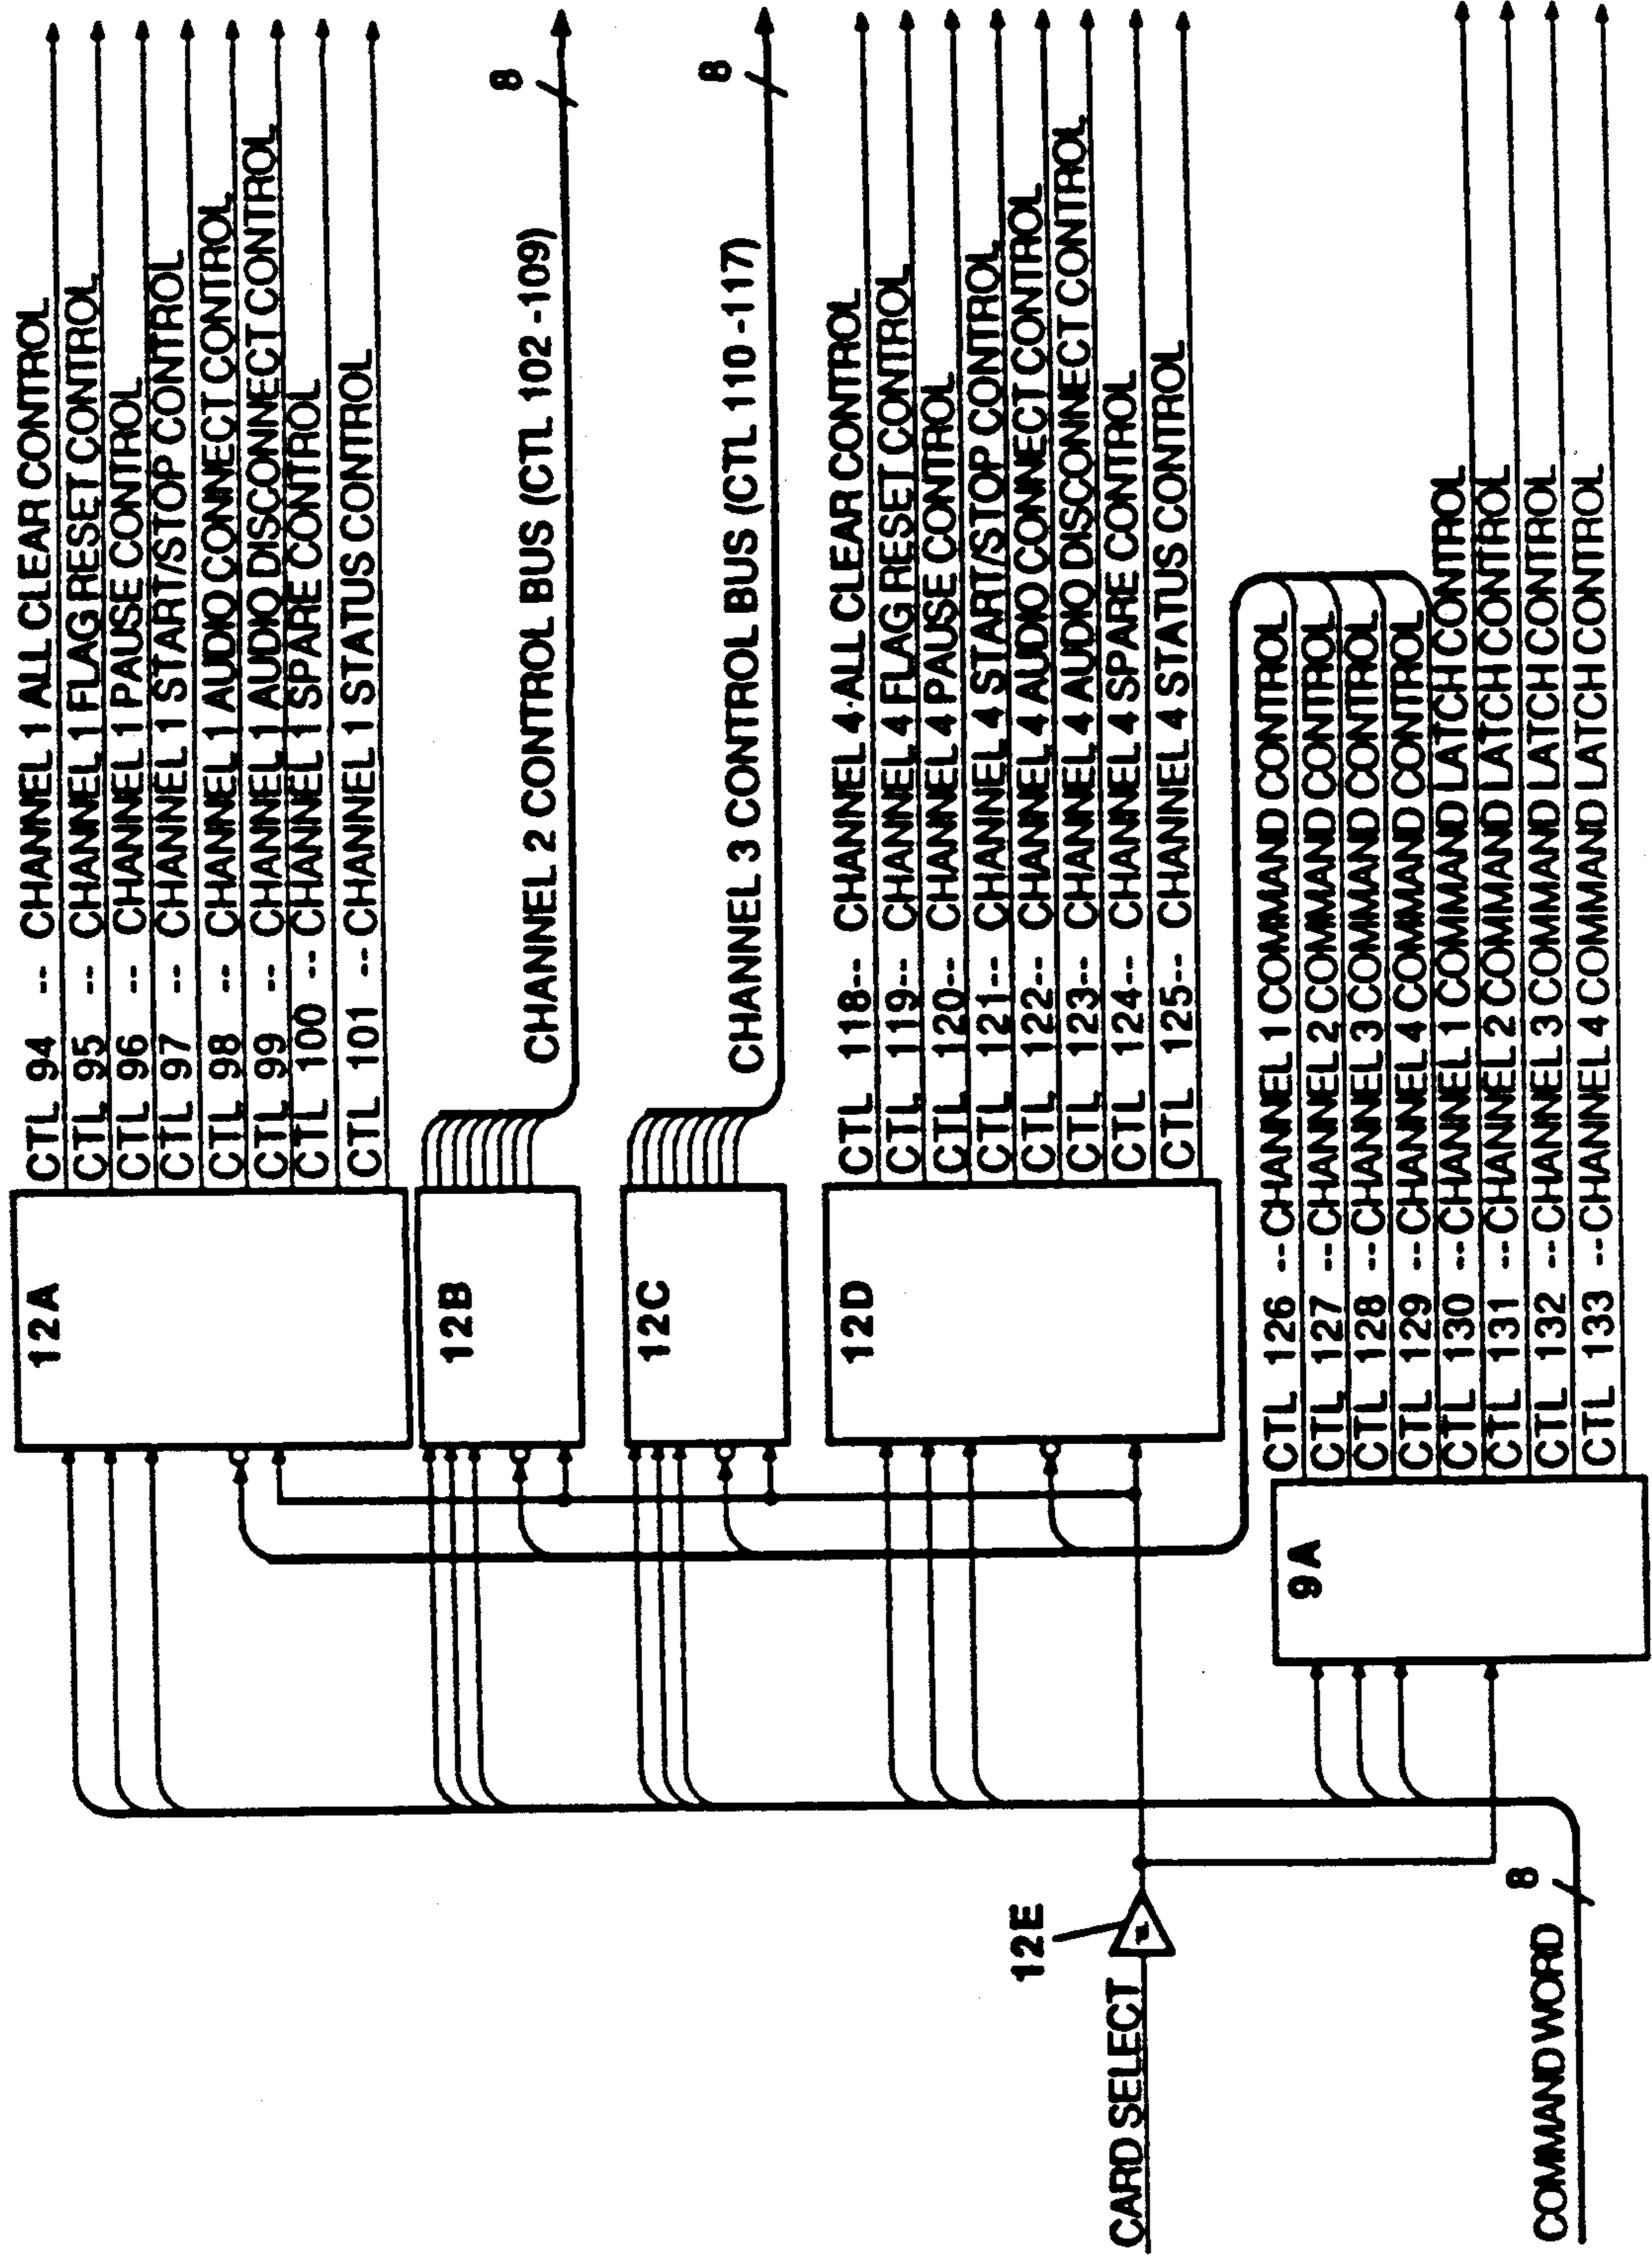 12A
CTL 94 -- CHANNEL 1 ALL CLEAR CONTROL
CTL 95 -- CHANNEL 1 FLAG RESET CONTROL
CTL 96 -- CHANNEL 1 PAUSE CONTROL
CTL 97 -- CHANNEL 1 START/STOP CONTROL
CTL 98 -- CHANNEL 1 AUDIO CONNECT CONTROL
CTL 99 -- CHANNEL 1 AUDIO DISCONNECT CONTROL
CTL 100 -- CHANNEL 1 SPARE CONTROL
CTL 101 -- CHANNEL 1 STATUS CONTROL
12B
CHANNEL 2 CONTROL BUS (CTL 102 -109)
8
12C
CHANNEL 3 CONTROL BUS (CTL 110 -117)
8
12D
CTL 118-- CHANNEL 4 ALL CLEAR CONTROL
CTL 119-- CHANNEL 4 FLAG RESET CONTROL
CTL 120-- CHANNEL 4 PAUSE CONTROL
CTL 121-- CHANNEL 4 START/STOP CONTROL
CTL 122-- CHANNEL 4 AUDIO CONNECT CONTROL
CTL 123-- CHANNEL 4 AUDIO DISCONNECT CONTROL
CTL 124-- CHANNEL 4 SPARE CONTROL
CTL 125-- CHANNEL 4 STATUS CONTROL
12E
CARD SELECT
9A
CTL 126 --CHANNEL 1 COMMAND CONTROL
CTL 127 --CHANNEL 2 COMMAND CONTROL
CTL 128 --CHANNEL 3 COMMAND CONTROL
CTL 129 --CHANNEL 4 COMMAND CONTROL
CTL 130 --CHANNEL 1 COMMAND LATCH CONTROL
CTL 131 --CHANNEL 2 COMMAND LATCH CONTROL
CTL 132 --CHANNEL 3 COMMAND LATCH CONTROL
CTL 133 --CHANNEL 4 COMMAND LATCH CONTROL
COMMAND WORD
8